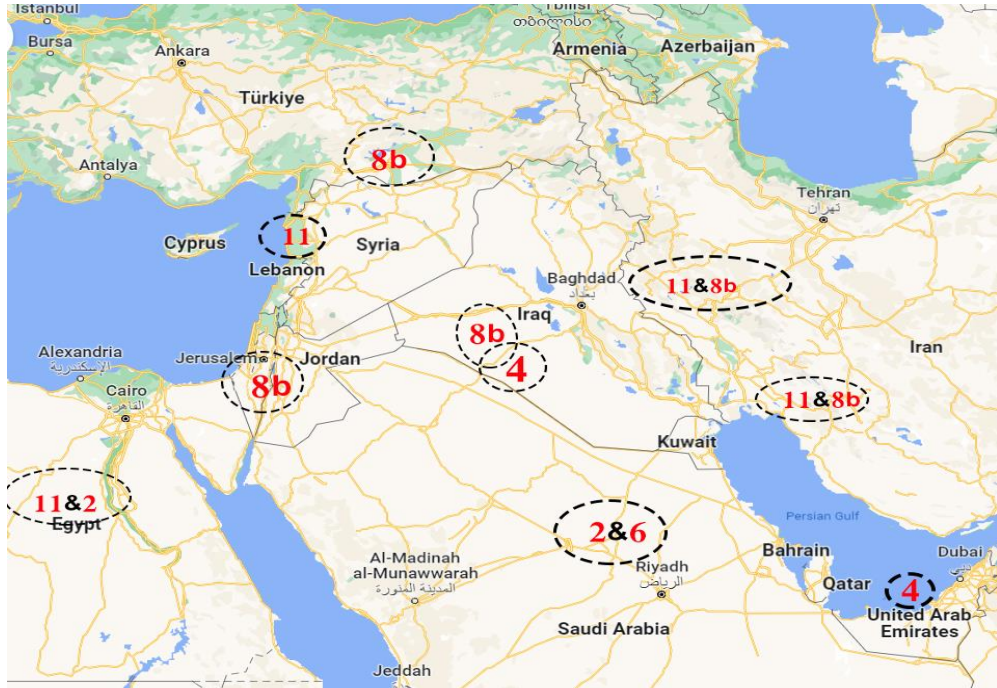 Istanbul
Bursa
Ankara
Türkiye
Antalya
Tbilisi
თბილისი
Armenia
Azerbaijan
8b
Tehran
تهران
Cyprus
11
Lebanon
Syria
Baghdad
بغداد
11&8b
Iraq
8b
4
Iran
Alexandria
الإسكندرية
Jerusalem
Jordan
8b
Cairo
القاهرة
11&8b
Kuwait
11&2
Egypt
2&6
Persian Gulf
Al-Madinah
al-Munawwarah
المدينة المنورة
Riyadh
الرياض
Bahrain
Qatar
Dubai
دبي
4
United Arab
Emirates
Saudi Arabia
Jeddah